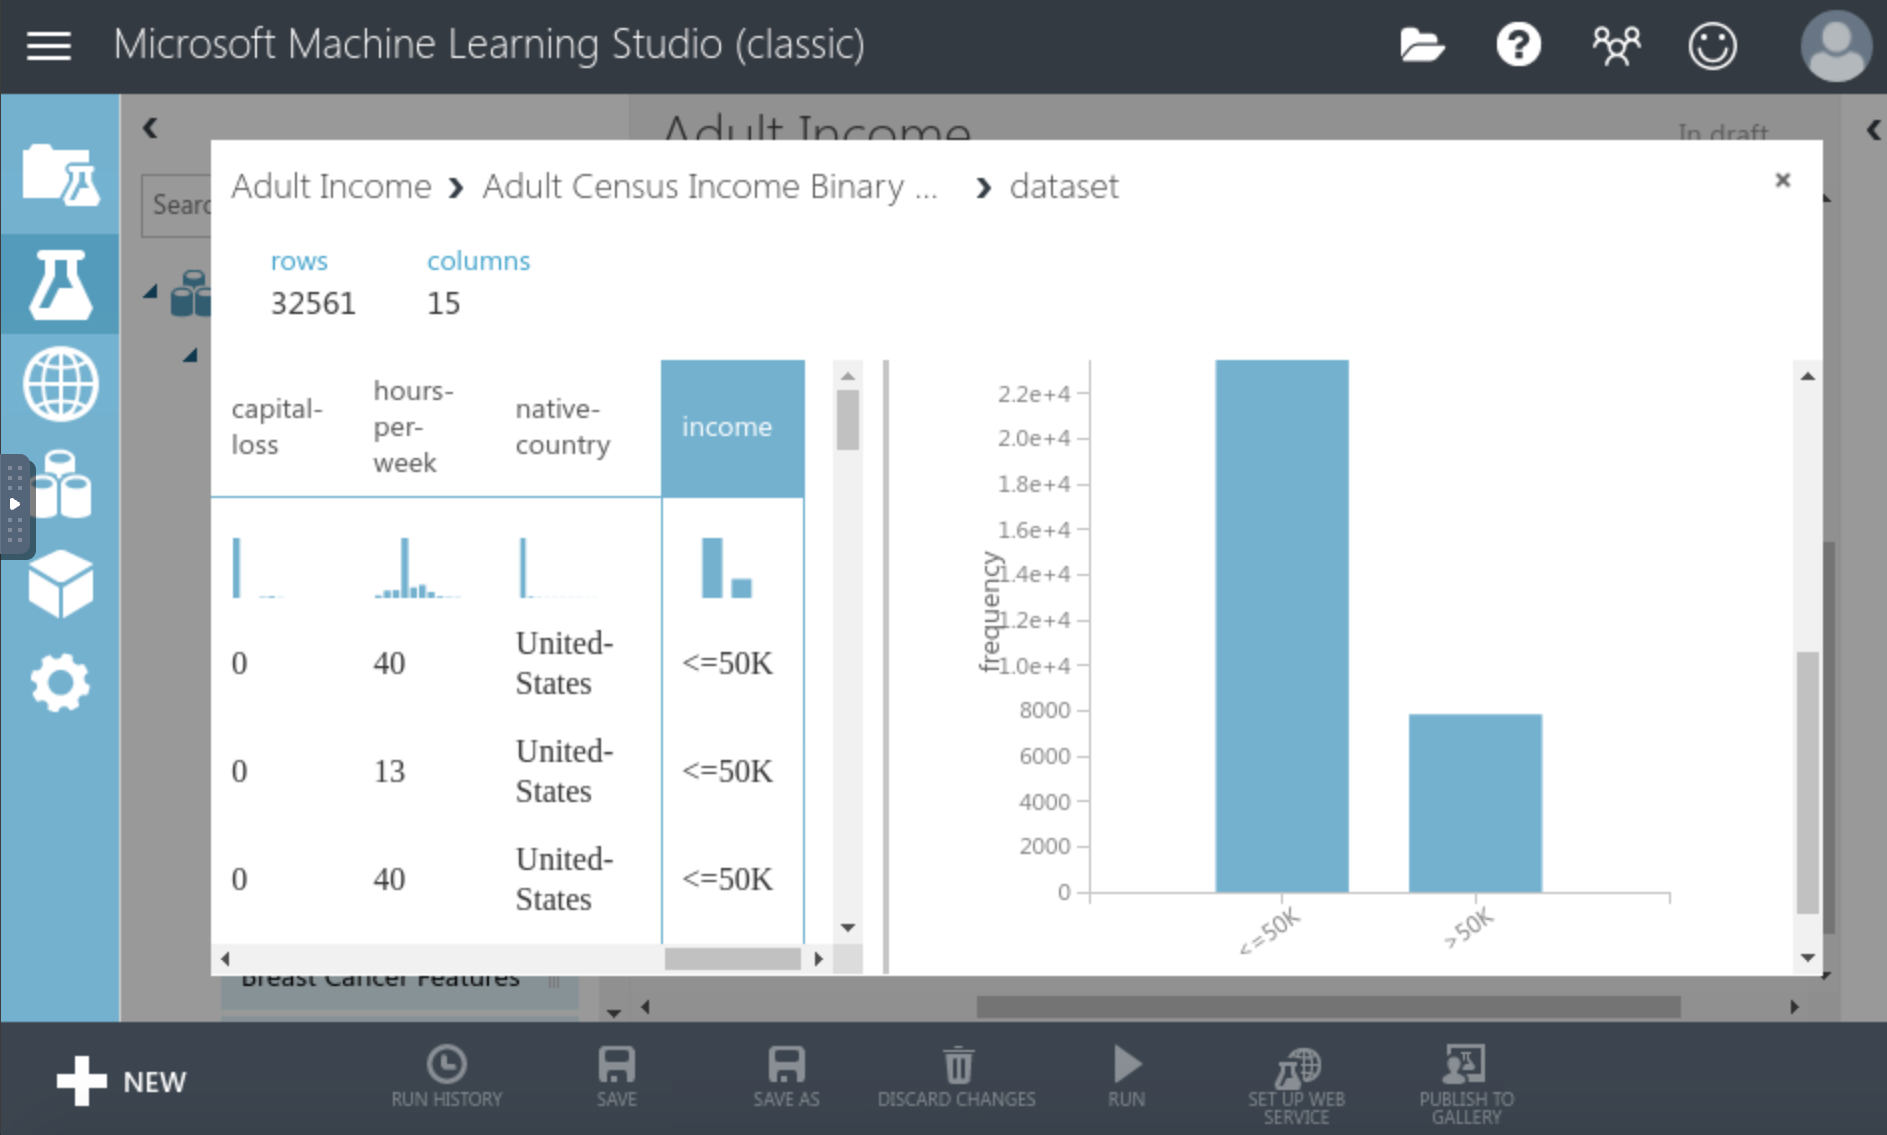 Microsoft Machine Learning Studio (classic)
Adult Income
In draft
Searc
Adult Income > Adult Census Income Binary ... > dataset
rows columns
32561 15
capital-loss hours-per-week native-country income
0 40 United-States <=50K
0 13 United-States <=50K
0 40 United-States <=50K
frequency
2.2e+4
2.0e+4
1.8e+4
1.6e+4
1.4e+4
1.2e+4
1.0e+4
8000
6000
4000
2000
0
<=50K >50K
Breast Cancer Features
NEW
RUN HISTORY
SAVE
SAVE AS
DISCARD CHANGES
RUN
SET UP WEB
SERVICE
PUBLISH TO
GALLERY